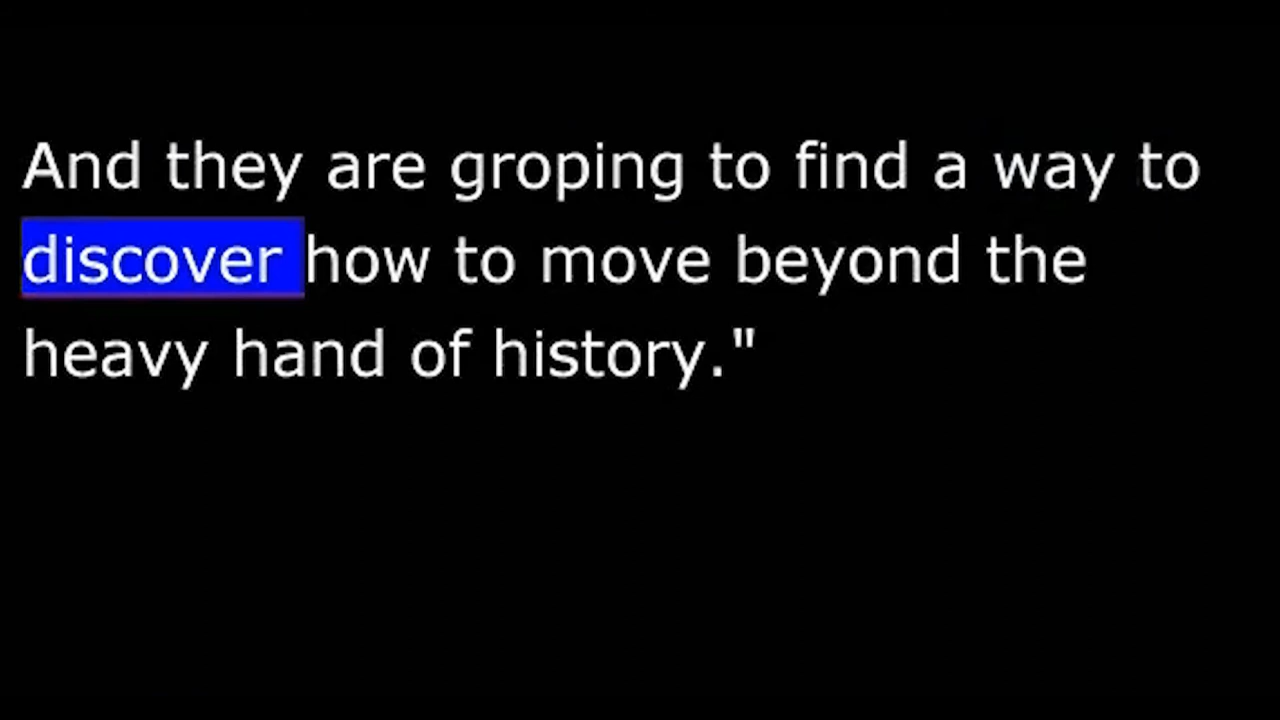 And they are groping to find a way to
discover how to move beyond the
heavy hand of history."